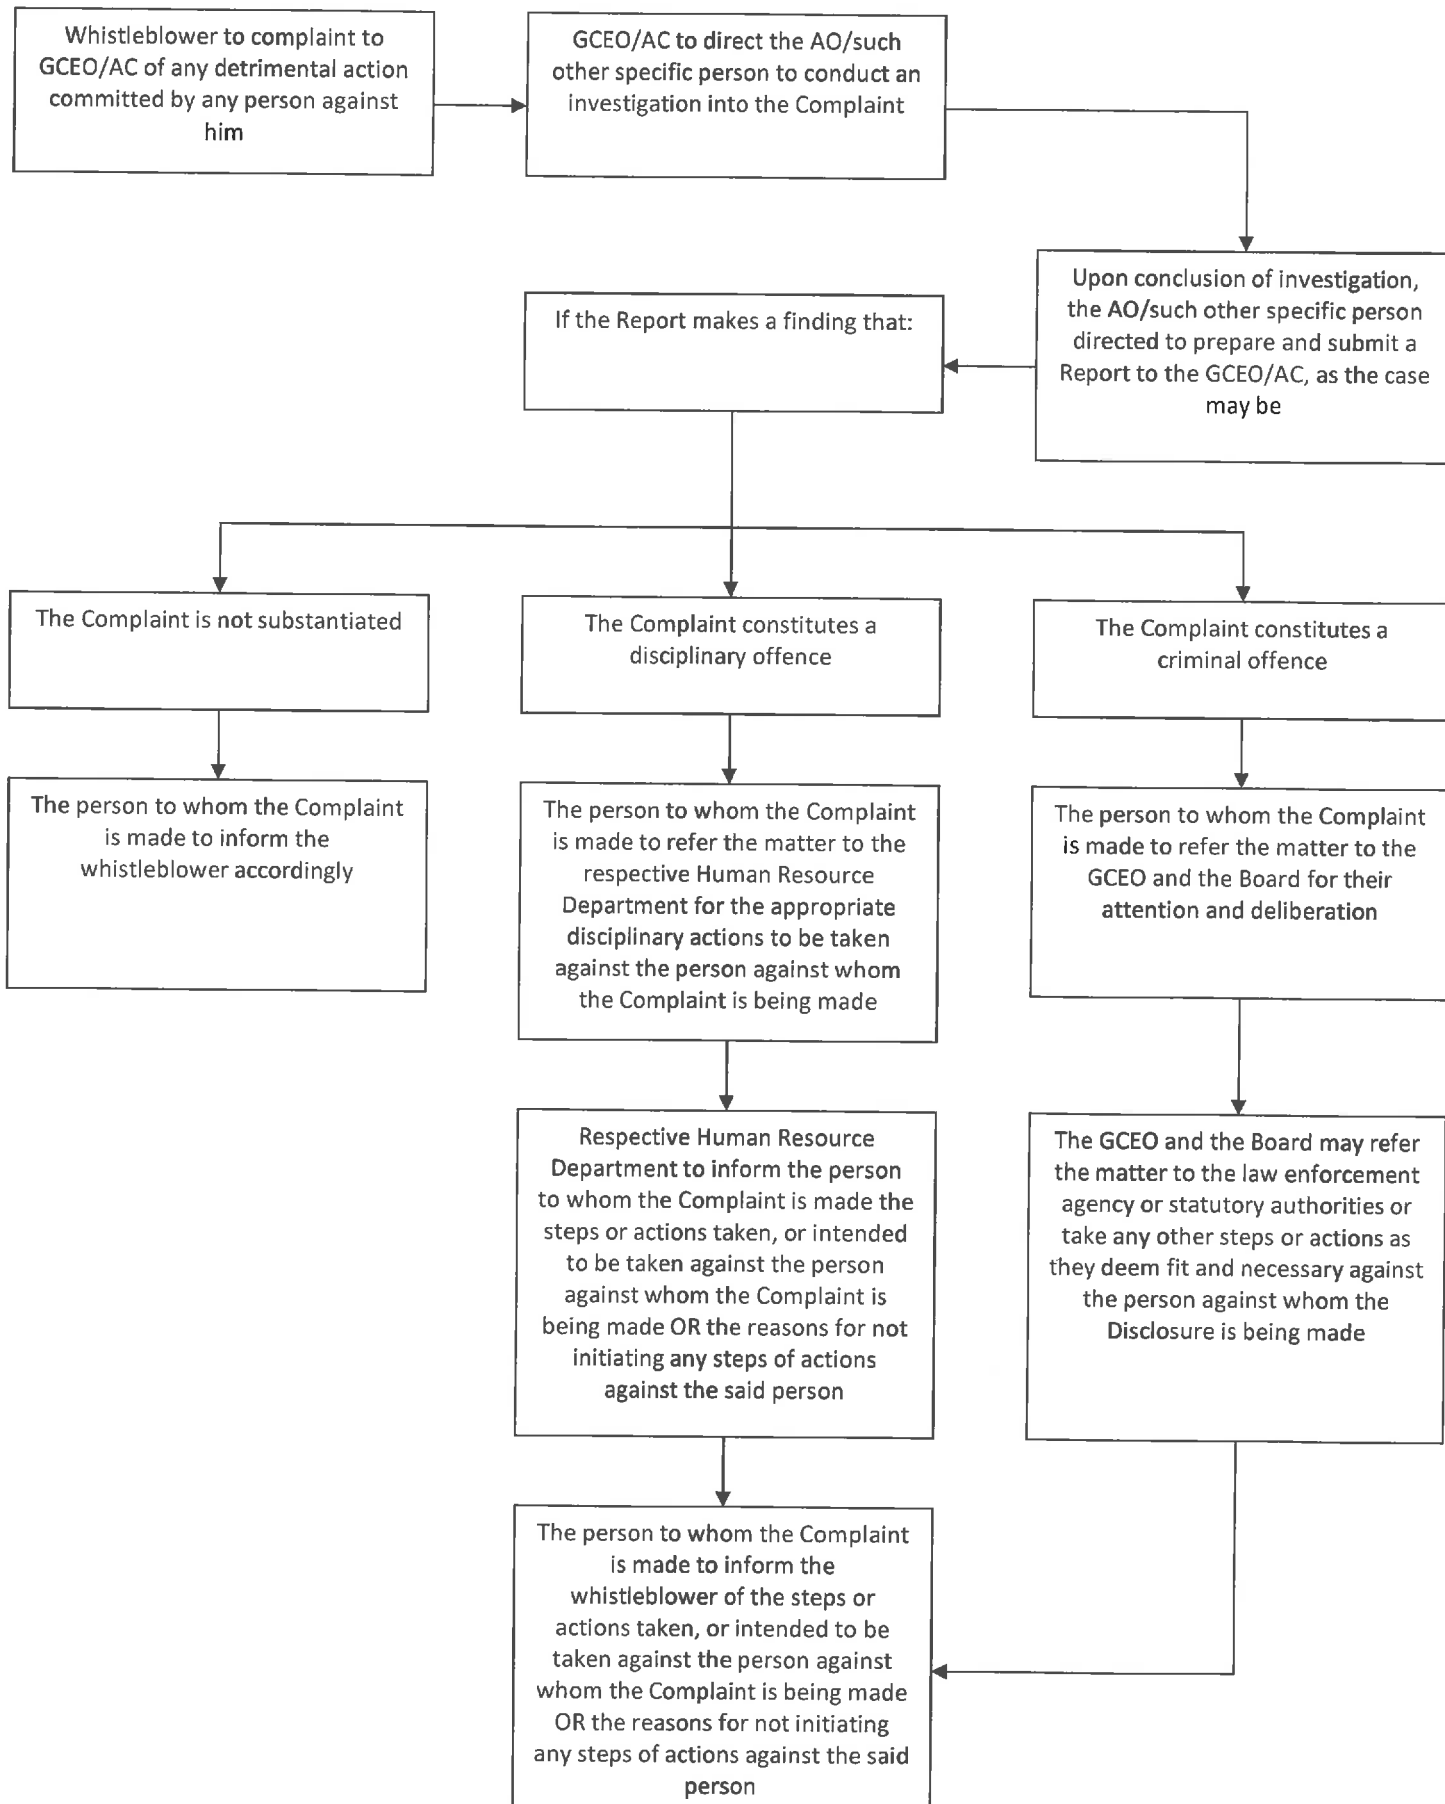 Whistleblower to complaint to
GCEO/AC of any detrimental action
committed by any person against
him
GCEO/AC to direct the AO/such
other specific person to conduct an
investigation into the Complaint
Upon conclusion of investigation,
the AO/such other specific person
directed to prepare and submit a
Report to the GCEO/AC, as the case
may be
If the Report makes a finding that:
The Complaint is not substantiated
The Complaint constitutes a
disciplinary offence
The Complaint constitutes a
criminal offence
The person to whom the Complaint
is made to inform the
whistleblower accordingly
The person to whom the Complaint
is made to refer the matter to the
respective Human Resource
Department for the appropriate
disciplinary actions to be taken
against the person against whom
the Complaint is being made
The person to whom the Complaint
is made to refer the matter to the
GCEO and the Board for their
attention and deliberation
Respective Human Resource
Department to inform the person
to whom the Complaint is made the
steps or actions taken, or intended
to be taken against the person
against whom the Complaint is
being made OR the reasons for not
initiating any steps of actions
against the said person
The GCEO and the Board may refer
the matter to the law enforcement
agency or statutory authorities or
take any other steps or actions as
they deem fit and necessary against
the person against whom the
Disclosure is being made
The person to whom the Complaint
is made to inform the
whistleblower of the steps or
actions taken, or intended to be
taken against the person against
whom the Complaint is being made
OR the reasons for not initiating
any steps of actions against the said
person